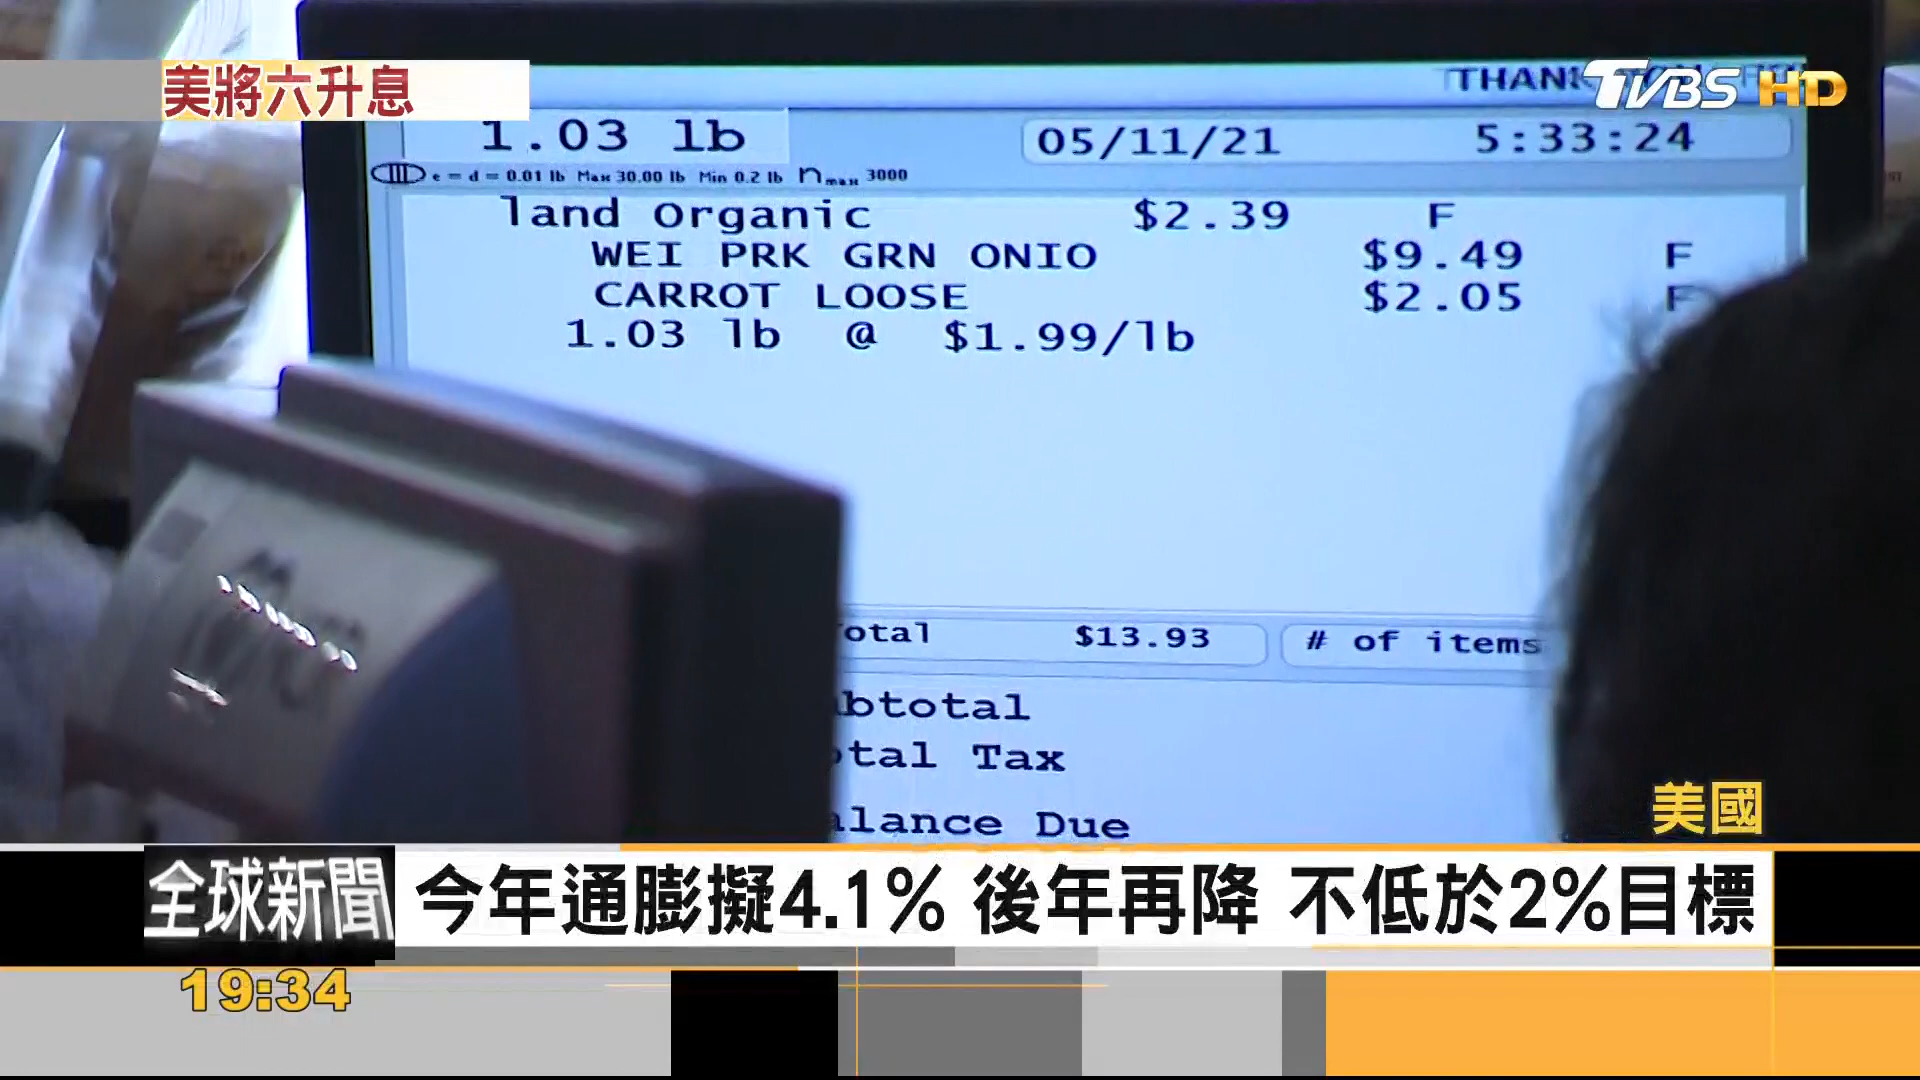 美將六升息
THANK
TVBS HD
1.03 lb
05/11/21 5:33:24
e = d = 0.01 lb Max 30.00 lb Min 0.2 lb nmax 3000
land Organic $2.39 F
WEI PRK GRN ONIO $9.49 F
CARROT LOOSE $2.05 F
1.03 lb @ $1.99/lb
otal $13.93 # of items
btotal
otal Tax
alance Due
美國
全球新聞
今年通膨擬4.1% 後年再降 不低於2%目標
19:34